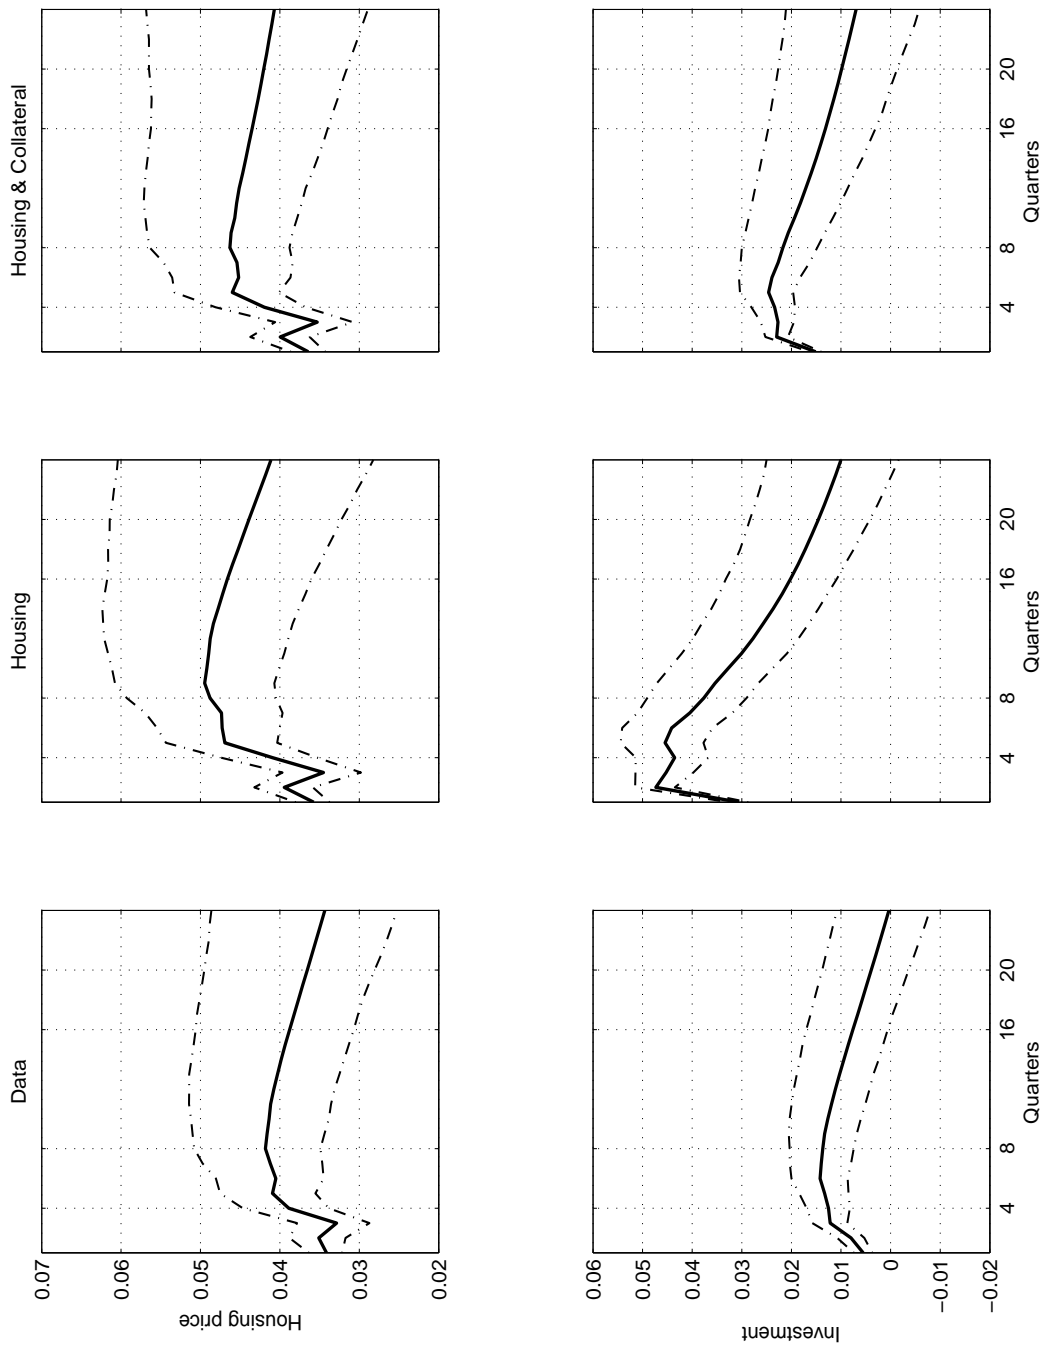 Data
Housing
Housing & Collateral
0.07
0.06
0.05
0.04
0.03
0.02
Housing price
0.06
0.05
0.04
0.03
0.02
0.01
0
−0.01
−0.02
Investment
4 8 16 20
Quarters
4 8 16 20
Quarters
4 8 16 20
Quarters